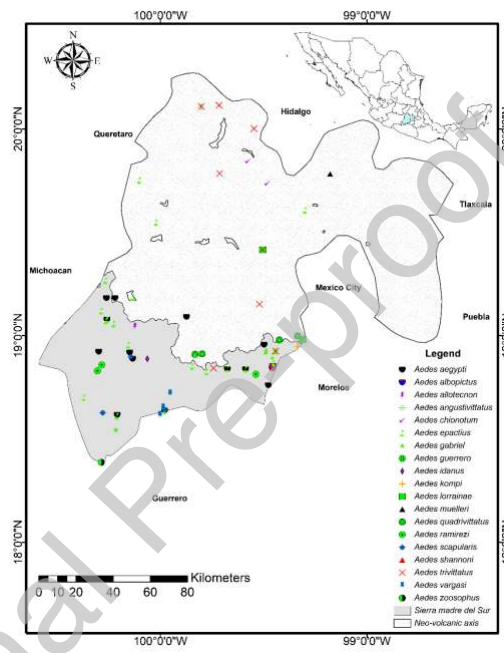 100°0'0"W 99°0'0"W
N
W E
S
20°0'0"N
Hidalgo
Queretaro
Tlaxcala
Michoacan
Mexico City
Puebla
19°0'0"N
Morelos
Guerrero
18°0'0"N
Legend
Aedes aegypti
Aedes albopictus
Aedes allotecnon
Aedes angustivittatus
Aedes chionotum
Aedes epactius
Aedes gabriel
Aedes guerrero
Aedes idanus
Aedes kompi
Aedes lorrainae
Aedes muelleri
Aedes quadrivittatus
Aedes ramirezi
Aedes scapularis
Aedes shannoni
Aedes trivittatus
Aedes vargasi
Aedes zoosophus
Sierra madre del Sur
Neo-volcanic axis
Kilometers
0 10 20 40 60 80
100°0'0"W 99°0'0"W
nal Pre-proof